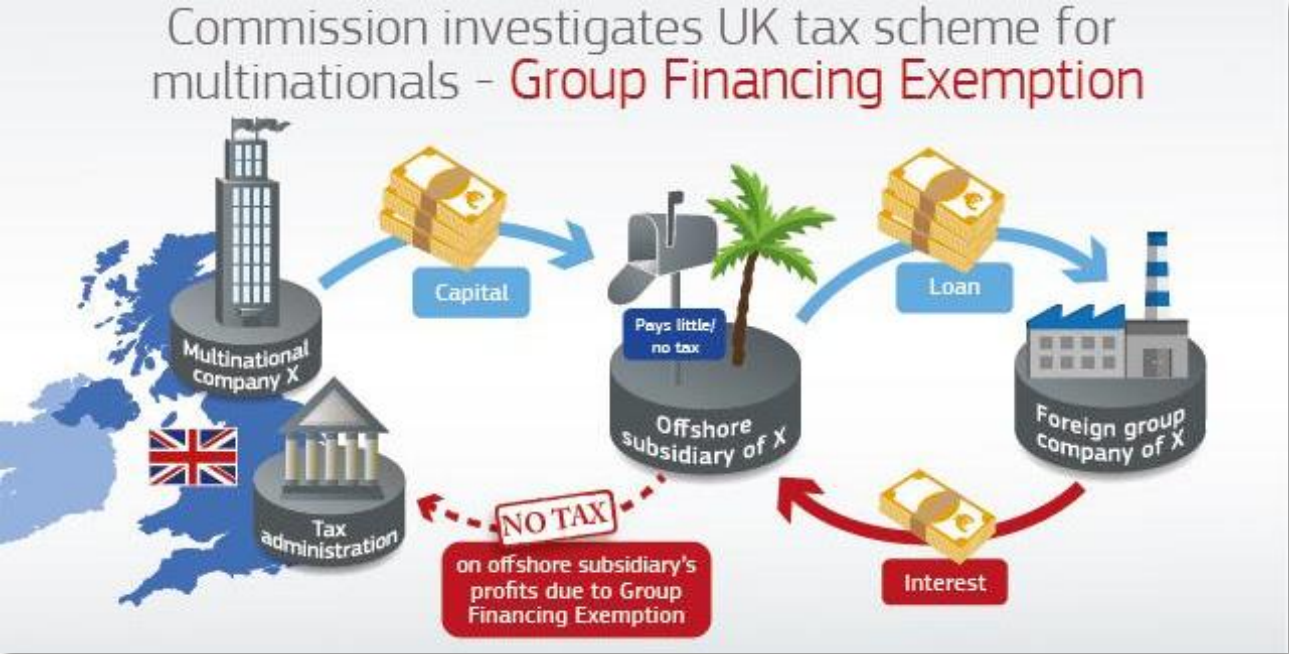 Commission investigates UK tax scheme for
multinationals - Group Financing Exemption
Capital
Loan
Pays little/
no tax
Multinational
company X
Offshore
subsidiary of X
Foreign group
company of X
Tax
administration
NO TAX
on offshore subsidiary's
profits due to Group
Financing Exemption
Interest